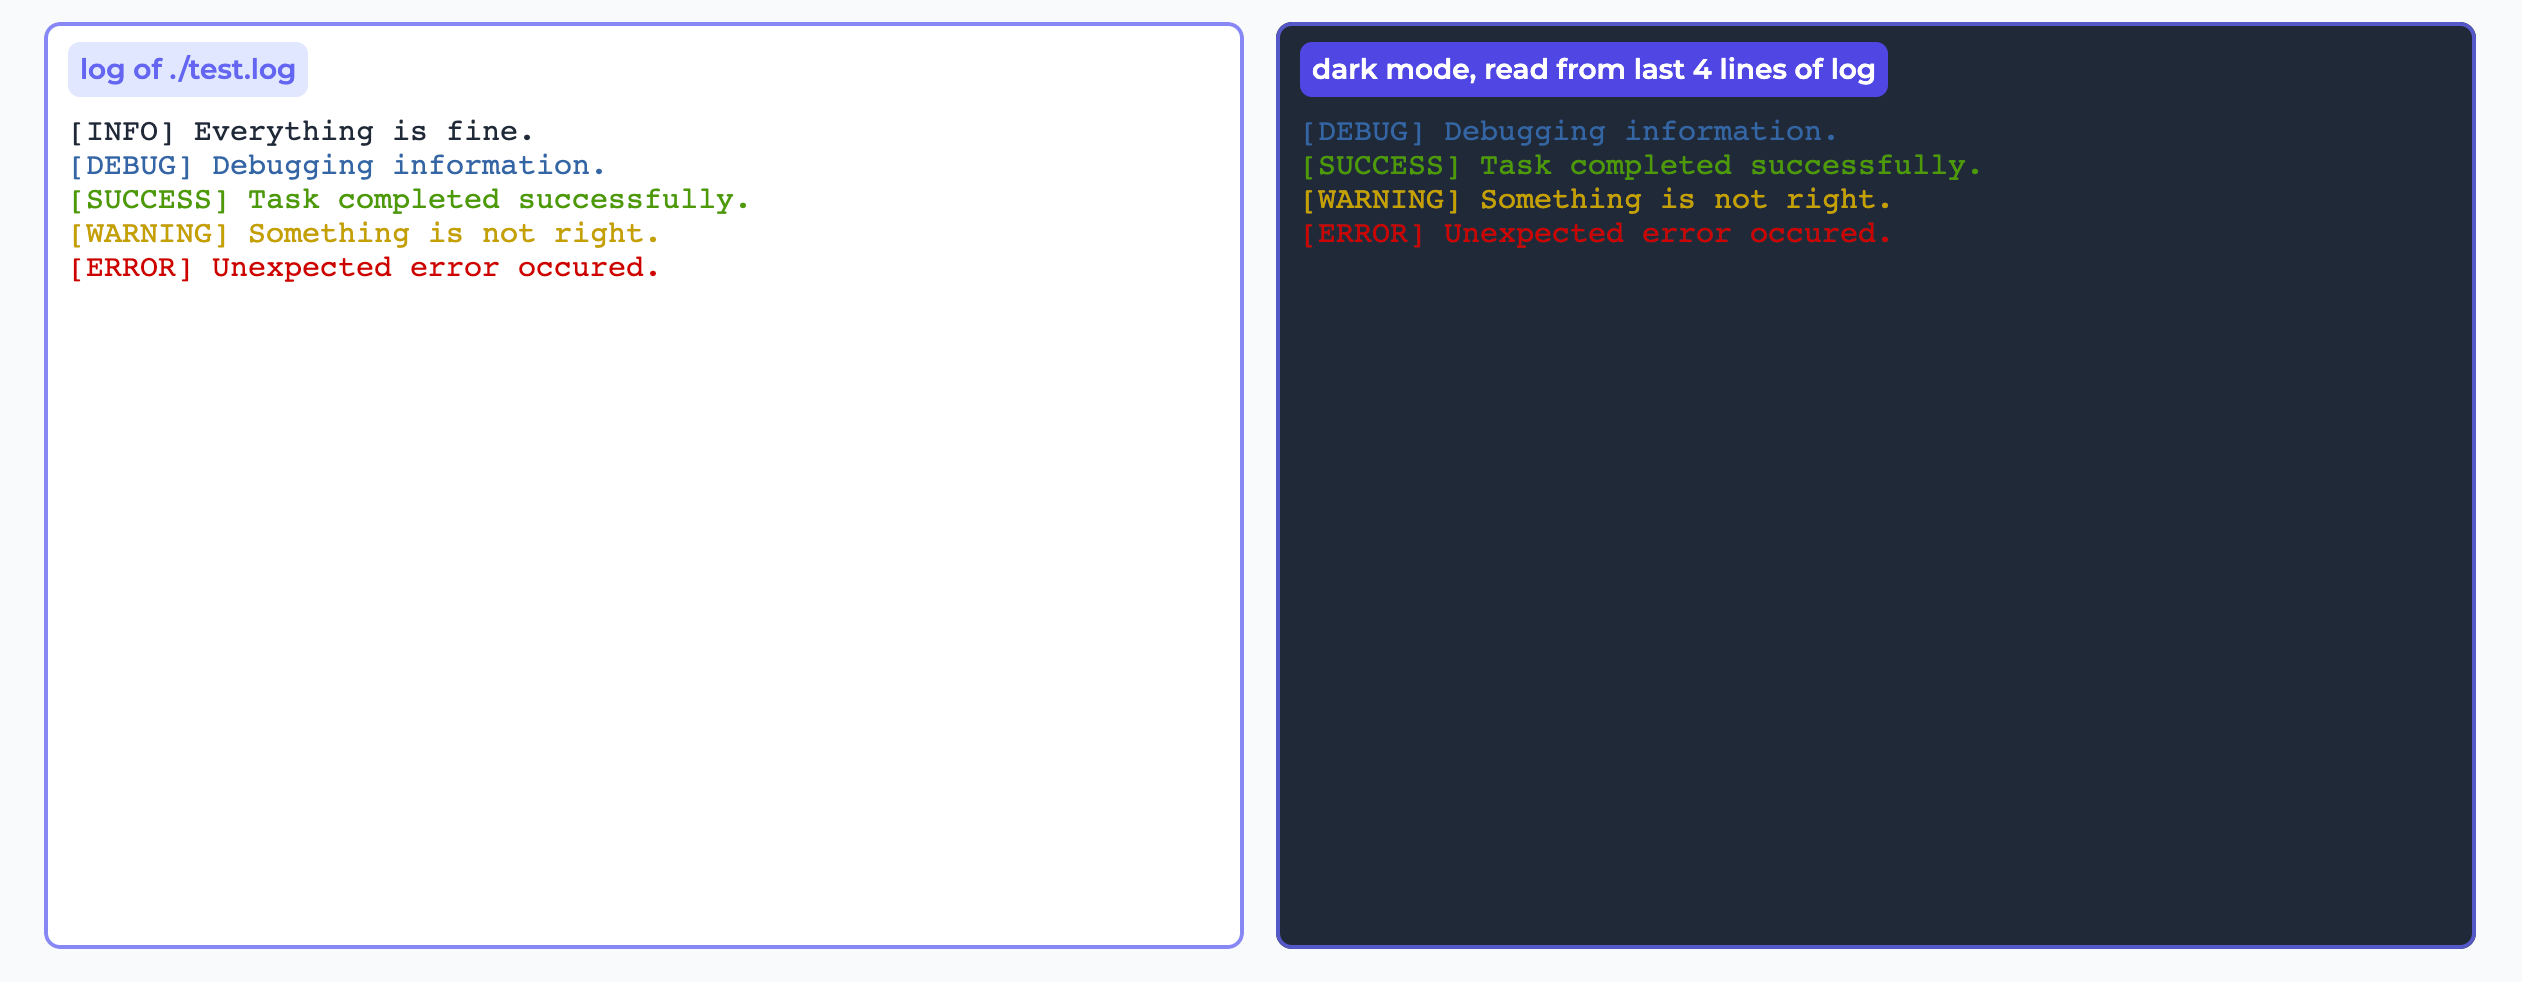 log of ./test.log
[INFO] Everything is fine.
[DEBUG] Debugging information.
[SUCCESS] Task completed successfully.
[WARNING] Something is not right.
[ERROR] Unexpected error occured.
dark mode, read from last 4 lines of log
[DEBUG] Debugging information.
[SUCCESS] Task completed successfully.
[WARNING] Something is not right.
[ERROR] Unexpected error occured.